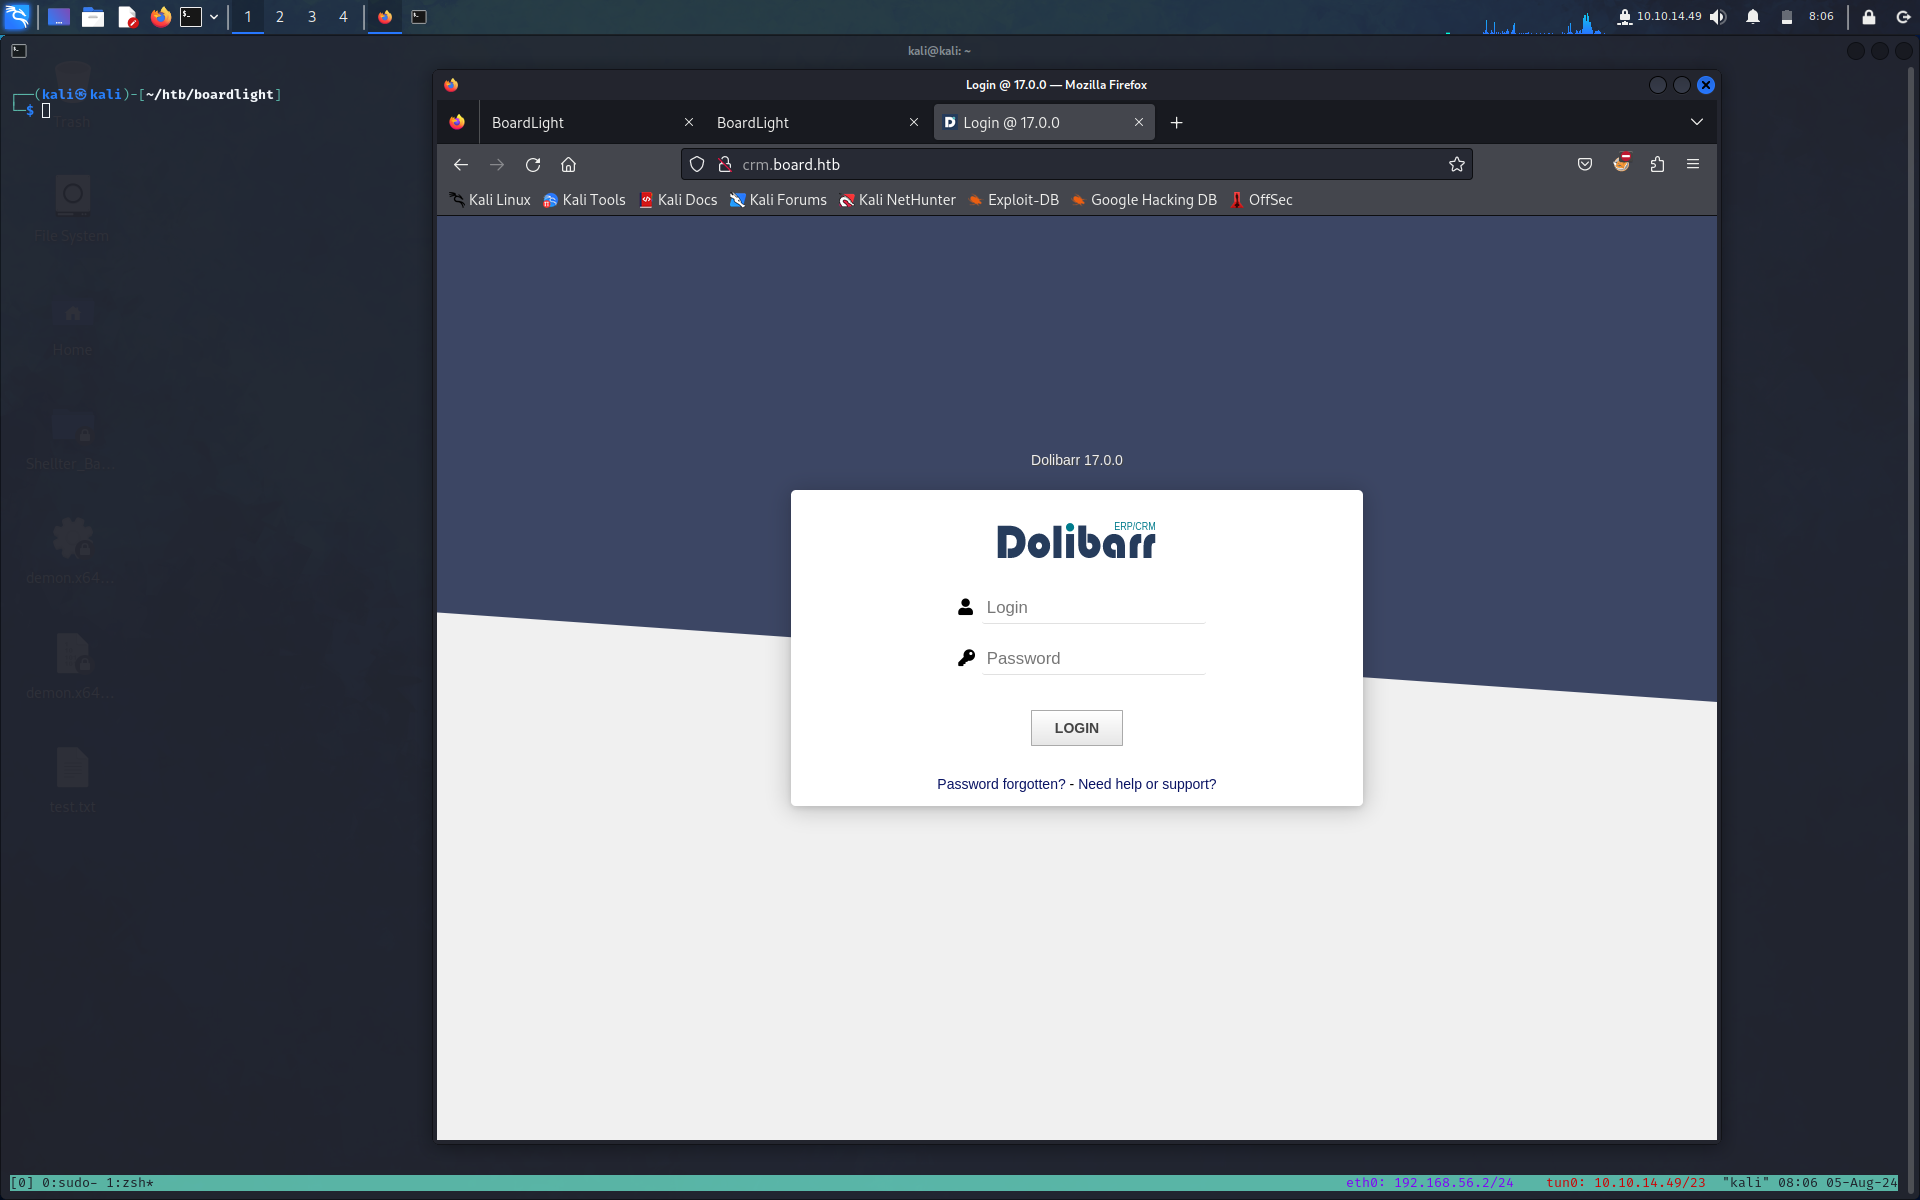 1 2 3 4
10.10.14.49
8:06
kali@kali: ~
┌──(kali㉿kali)-[~/htb/boardlight]
└─$
Trash
File System
Home
Shellter_Ba...
demon.x64...
demon.x64...
test.txt
Login @ 17.0.0 — Mozilla Firefox
BoardLight
BoardLight
Login @ 17.0.0
crm.board.htb
Kali Linux
Kali Tools
Kali Docs
Kali Forums
Kali NetHunter
Exploit-DB
Google Hacking DB
OffSec
Dolibarr 17.0.0
ERP/CRM
Dolibarr
Login
Password
LOGIN
Password forgotten? - Need help or support?
[0] 0:sudo- 1:zsh*
eth0: 192.168.56.2/24 tun0: 10.10.14.49/23 "kali" 08:06 05-Aug-24